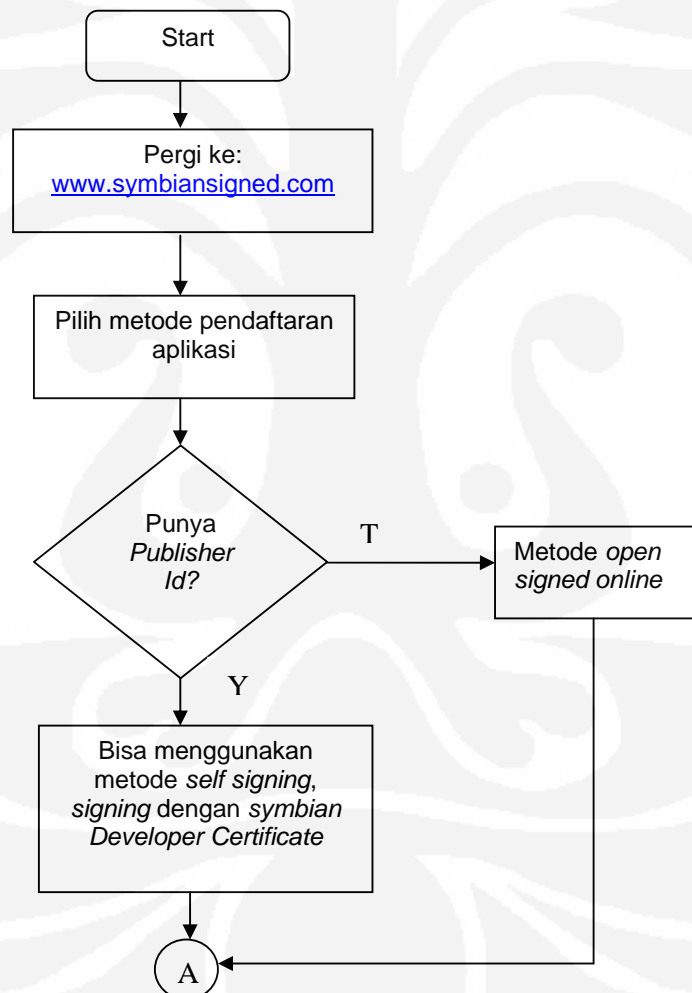 Start
Pergi ke:
www.symbiansigned.com
Pilih metode pendaftaran
aplikasi
Punya
Publisher
Id?
T
Metode open
signed online
Y
Bisa menggunakan
metode self signing,
signing dengan symbian
Developer Certificate
A